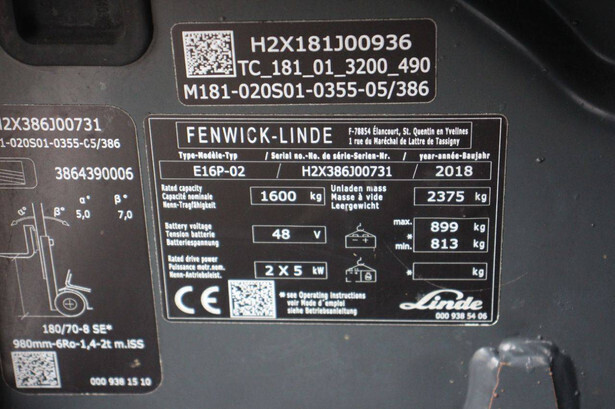 H2X181J00936
TC_181_01_3200_490
M181-020S01-0355-05/386
H2X386J00731
1-020S01-0355-C5/386
3864390006
α° β° α° β°
5,0 7,0
180/70-8 SE*
980mm-6Ro-1,4-2t m.ISS
000 938 15 10
FENWICK-LINDE
F-78854 Élancourt, St. Quentin en Yvelines
1 rue du Maréchal de Lattre de Tassigny
Type-Modèle-Typ / Serial no.-No. de série-Serien-Nr. / year-année-Baujahr
E16P-02 / H2X386J00731 / 2018
Rated capacity
Capacité nominale
Nenn-Tragfähigkeit
1600 kg
Unladen mass
Masse à vide
Leergewicht
2375 kg
Battery voltage
Tension batterie
Batteriespannung
48 V
max. 899 kg
*
min. 813 kg
Rated drive power
Puissance motr.nom.
Nenn-Antriebsleist.
2 X 5 kW
* kg
CE
* see Operating instructions
voir Mode d'emploi
siehe Betriebsanleitung
Linde
000 938 54 06